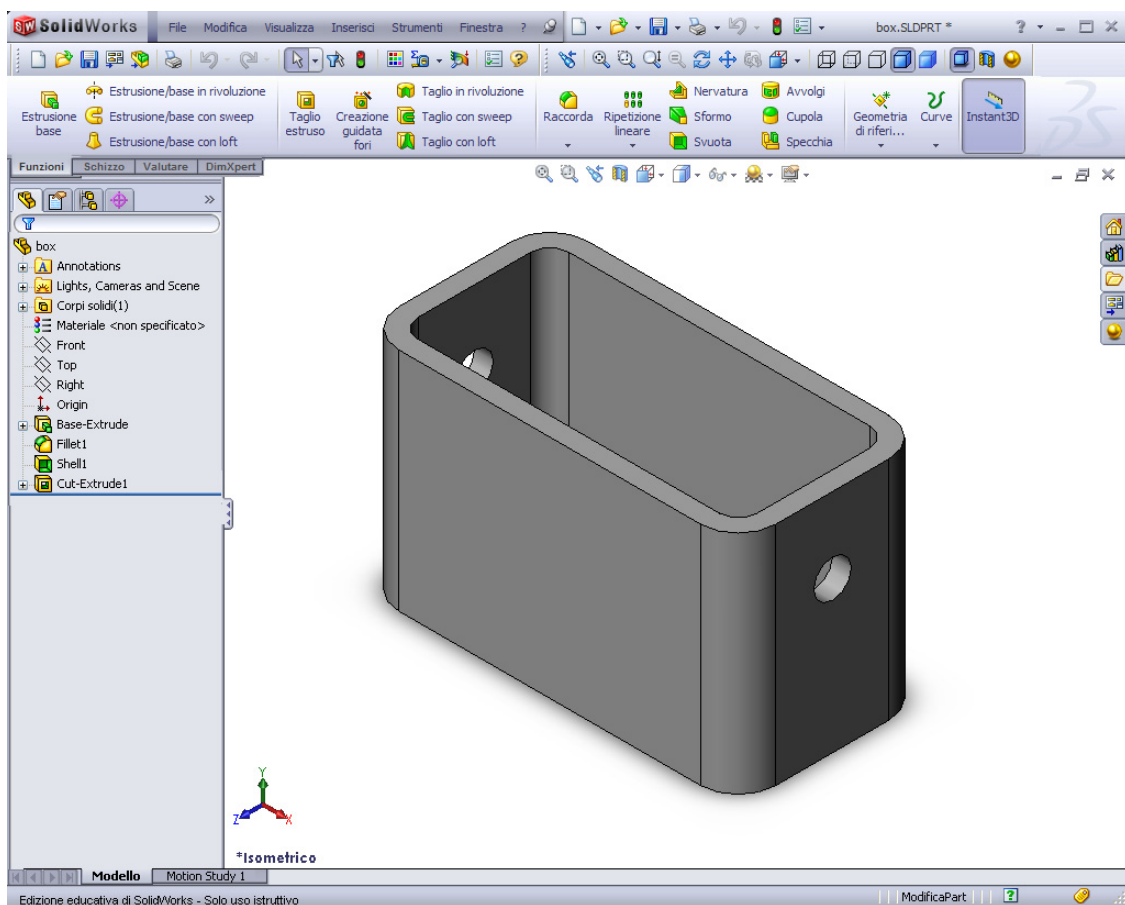 SolidWorks File Modifica Visualizza Inserisci Strumenti Finestra ? box.SLDPRT * ?
Estrusione base
Estrusione/base in rivoluzione
Estrusione/base con sweep
Estrusione/base con loft
Taglio estruso
Creazione guidata fori
Taglio in rivoluzione
Taglio con sweep
Taglio con loft
Raccorda
Ripetizione lineare
Nervatura
Sformo
Svuota
Avvolgi
Cupola
Specchia
Geometria di riferi...
Curve
Instant3D
Funzioni Schizzo Valutare DimXpert
box
Annotations
Lights, Cameras and Scene
Corpi solidi(1)
Materiale <non specificato>
Front
Top
Right
Origin
Base-Extrude
Fillet1
Shell1
Cut-Extrude1
Y
Z X
*Isometrico
Modello Motion Study 1
Edizione educativa di SolidWorks - Solo uso istruttivo ModificaPart